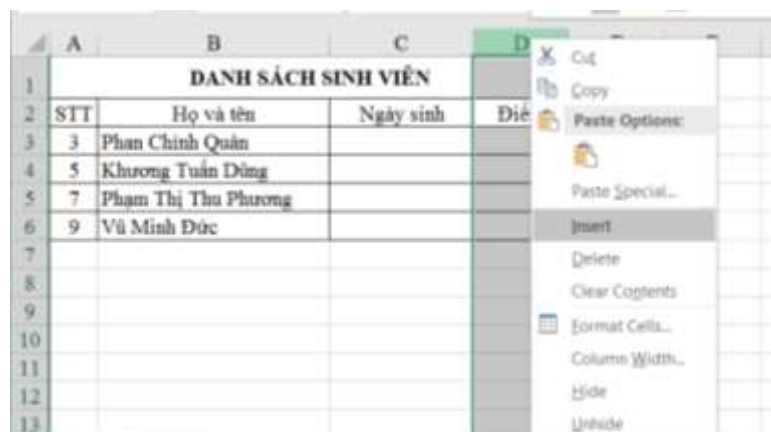 A B C D
1 DANH SÁCH SINH VIÊN
2 STT Họ và tên Ngày sinh Điể
3 3 Phan Chinh Quân
4 5 Khương Tuấn Dũng
5 7 Phạm Thị Thu Phương
6 9 Vũ Minh Đức
7
8
9
10
11
12
13
Cut
Copy
Paste Options:
Paste Special...
Insert
Delete
Clear Contents
Format Cells...
Column Width...
Hide
Unhide